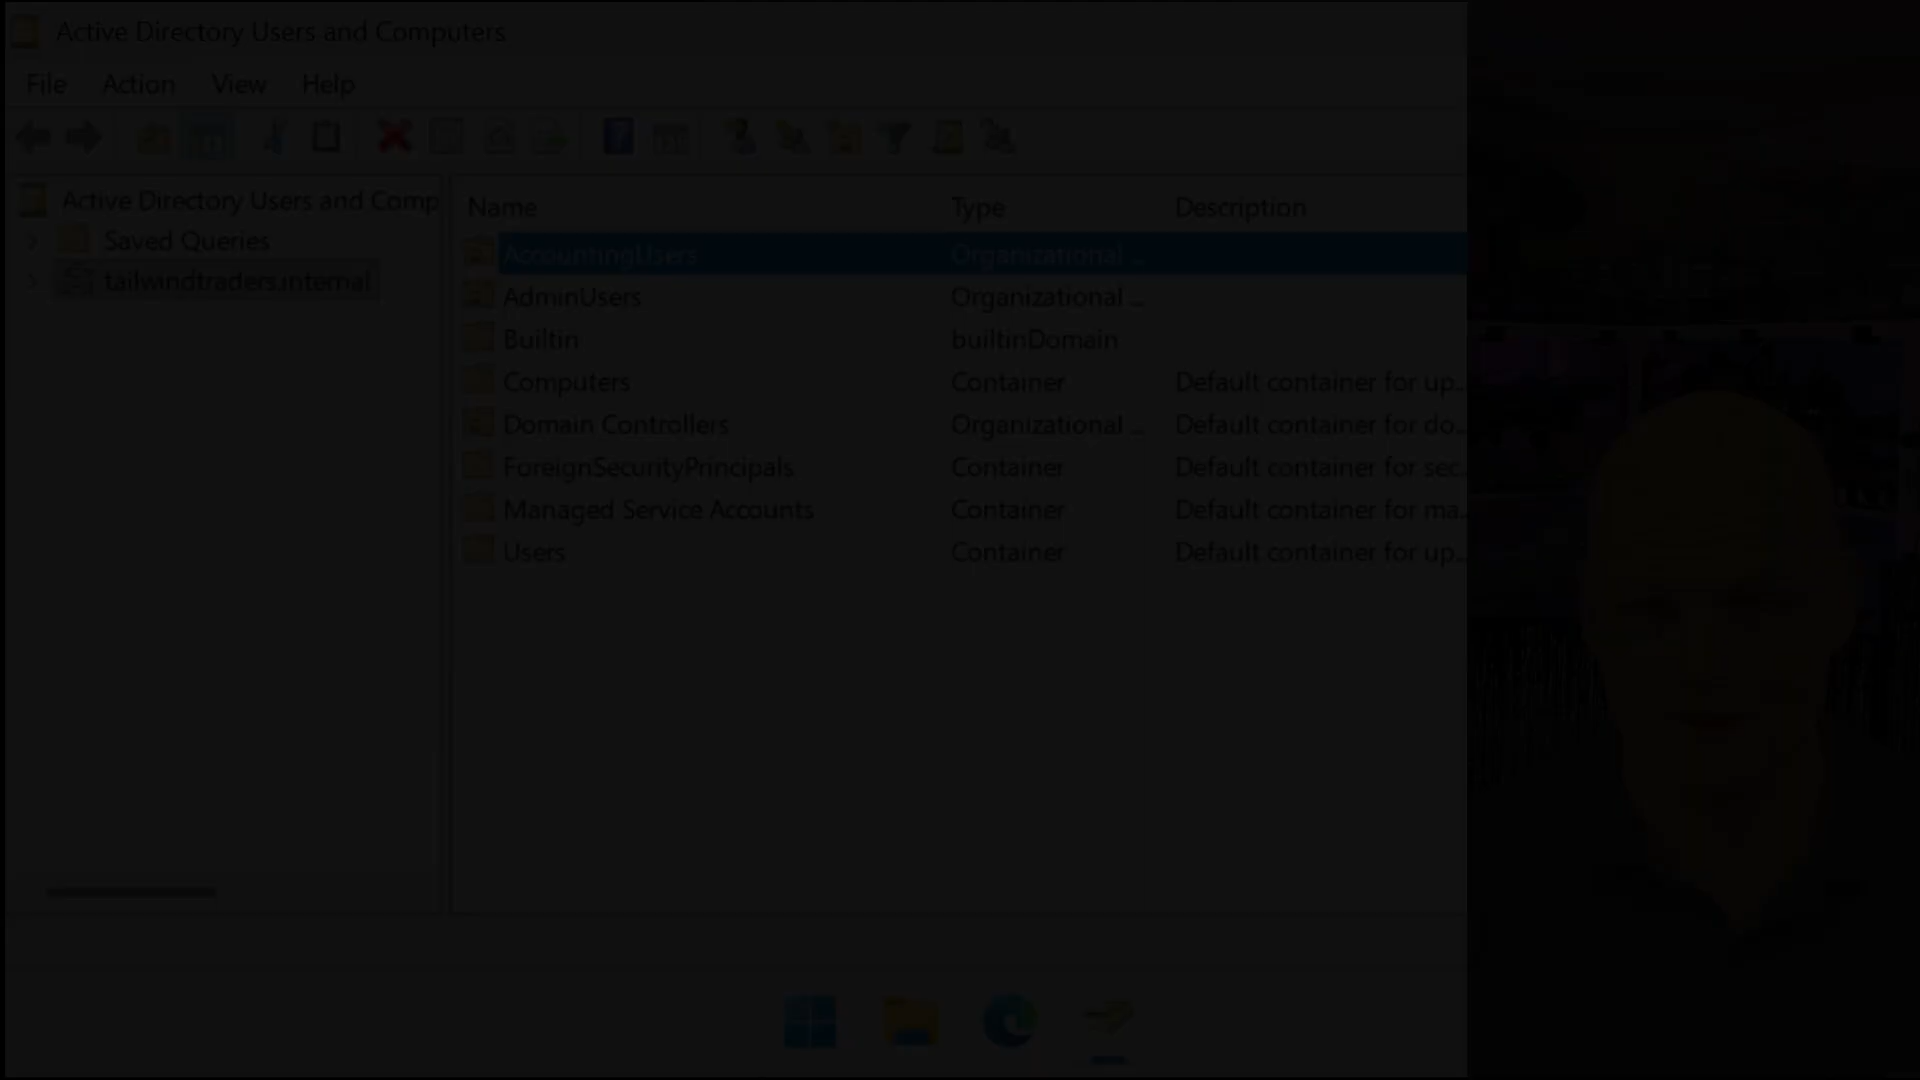 Active Directory Users and Computers
File Action View Help
Active Directory Users and Comp
Saved Queries
tailwindtraders.internal
Name Type Description
AccountingUsers Organizational ...
AdminUsers Organizational ...
Builtin builtinDomain
Computers Container Default container for up...
Domain Controllers Organizational ... Default container for do...
ForeignSecurityPrincipals Container Default container for sec...
Managed Service Accounts Container Default container for ma...
Users Container Default container for up...